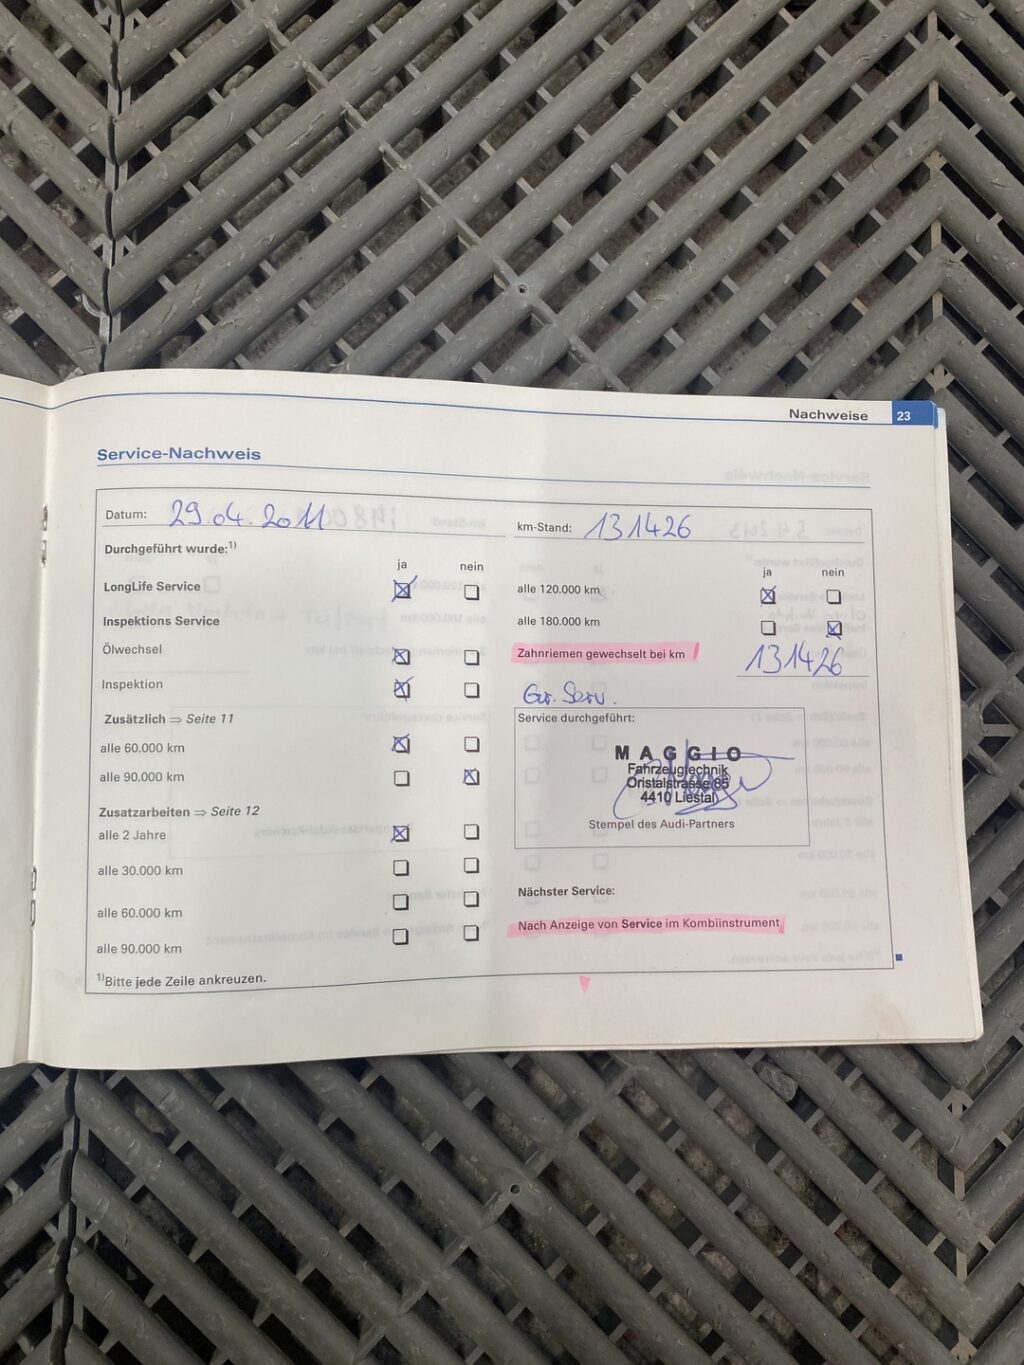 Nachweise 23
Service-Nachweis
Datum: 29.04.2011
km-Stand: 131426
Durchgeführt wurde:1)
ja nein
LongLife Service
Inspektions Service
Ölwechsel
Inspektion
Zusätzlich ⇒ Seite 11
alle 60.000 km
alle 90.000 km
Zusatzarbeiten ⇒ Seite 12
alle 2 Jahre
alle 30.000 km
alle 60.000 km
alle 90.000 km
1)Bitte jede Zeile ankreuzen.
ja nein
alle 120.000 km
alle 180.000 km
Zahnriemen gewechselt bei km 131426
Gr. Serv.
Service durchgeführt:
MAGGIO
Fahrzeugtechnik
Oristalstrasse 85
4410 Liestal
Stempel des Audi-Partners
Nächster Service:
Nach Anzeige von Service im Kombiinstrument